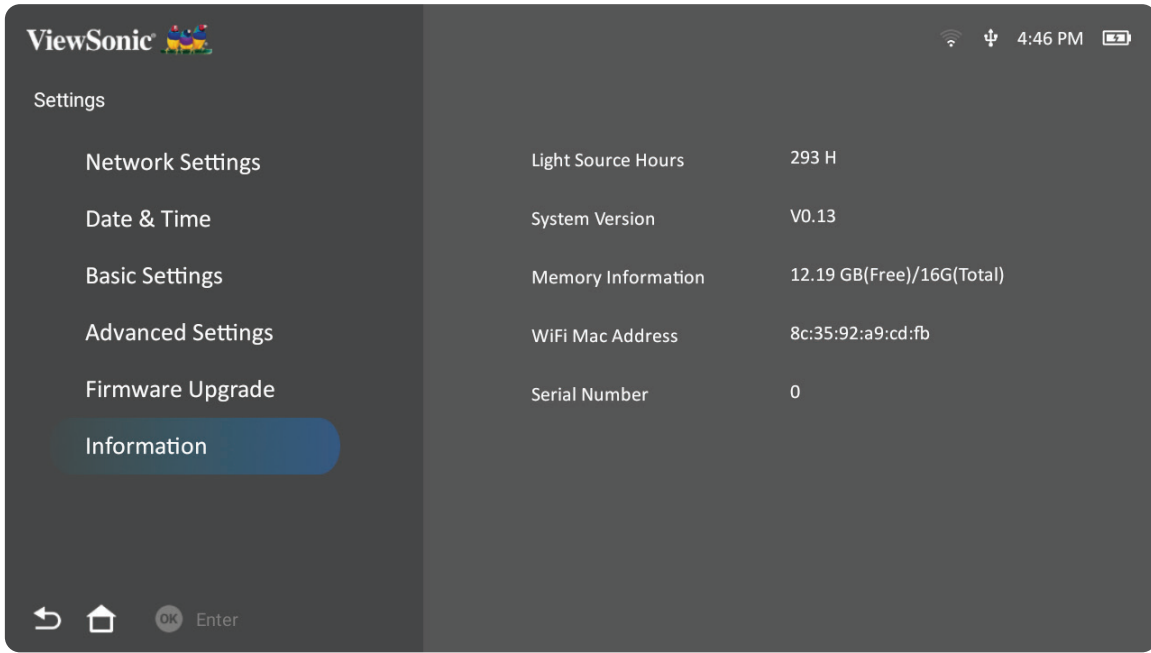 ViewSonic®
4:46 PM
Settings
Network Settings
Date & Time
Basic Settings
Advanced Settings
Firmware Upgrade
Information
Light Source Hours 293 H
System Version V0.13
Memory Information 12.19 GB(Free)/16G(Total)
WiFi Mac Address 8c:35:92:a9:cd:fb
Serial Number 0
OK Enter